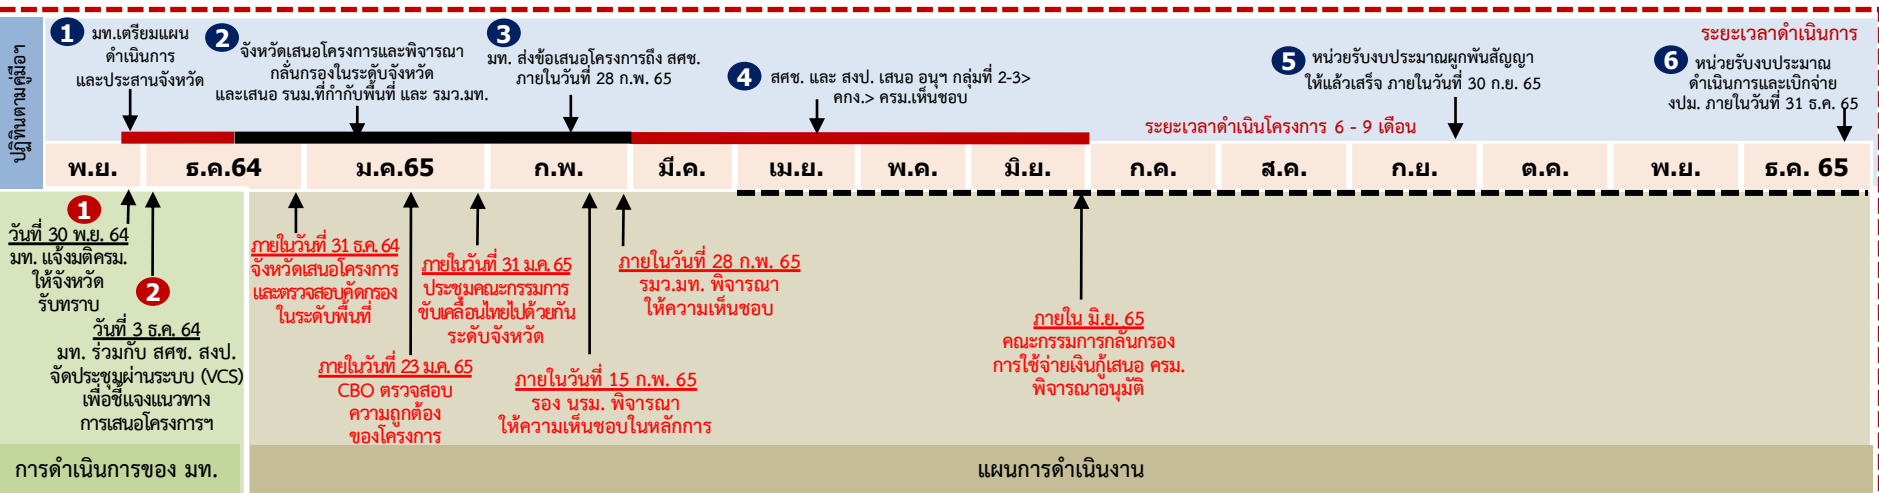 ปฏิทินตามคู่มือฯ
1 มท.เตรียมแผน
ดำเนินการ
และประสานจังหวัด
2 จังหวัดเสนอโครงการและพิจารณา
กลั่นกรองในระดับจังหวัด
และเสนอ รนม.ที่กำกับพื้นที่ และ รมว.มท.
3
มท. ส่งข้อเสนอโครงการถึง สศช.
ภายในวันที่ 28 ก.พ. 65
4 สศช. และ สงป. เสนอ อนุฯ กลุ่มที่ 2-3>
คกง.> ครม.เห็นชอบ
5 หน่วยรับงบประมาณผูกพันสัญญา
ให้แล้วเสร็จ ภายในวันที่ 30 ก.ย. 65
ระยะเวลาดำเนินการ
6 หน่วยรับงบประมาณ
ดำเนินการและเบิกจ่าย
งปม. ภายในวันที่ 31 ธ.ค. 65
ระยะเวลาดำเนินโครงการ 6 - 9 เดือน
พ.ย. ธ.ค.64 ม.ค.65 ก.พ. มี.ค. เม.ย. พ.ค. มิ.ย. ก.ค. ส.ค. ก.ย. ต.ค. พ.ย. ธ.ค. 65
1
วันที่ 30 พ.ย. 64
มท. แจ้งมติครม.
ให้จังหวัด
รับทราบ
2
วันที่ 3 ธ.ค. 64
มท. ร่วมกับ สศช. สงป.
จัดประชุมผ่านระบบ (VCS)
เพื่อชี้แจงแนวทาง
การเสนอโครงการฯ
ภายในวันที่ 31 ธ.ค. 64
จังหวัดเสนอโครงการ
และตรวจสอบคัดกรอง
ในระดับพื้นที่
ภายในวันที่ 23 ม.ค. 65
CBO ตรวจสอบ
ความถูกต้อง
ของโครงการ
ภายในวันที่ 31 ม.ค. 65
ประชุมคณะกรรมการ
ขับเคลื่อนไทยไปด้วยกัน
ระดับจังหวัด
ภายในวันที่ 15 ก.พ. 65
รอง นรม. พิจารณา
ให้ความเห็นชอบในหลักการ
ภายในวันที่ 28 ก.พ. 65
รมว.มท. พิจารณา
ให้ความเห็นชอบ
ภายใน มิ.ย. 65
คณะกรรมการกลั่นกรอง
การใช้จ่ายเงินกู้เสนอ ครม.
พิจารณาอนุมัติ
การดำเนินการของ มท.
แผนการดำเนินงาน